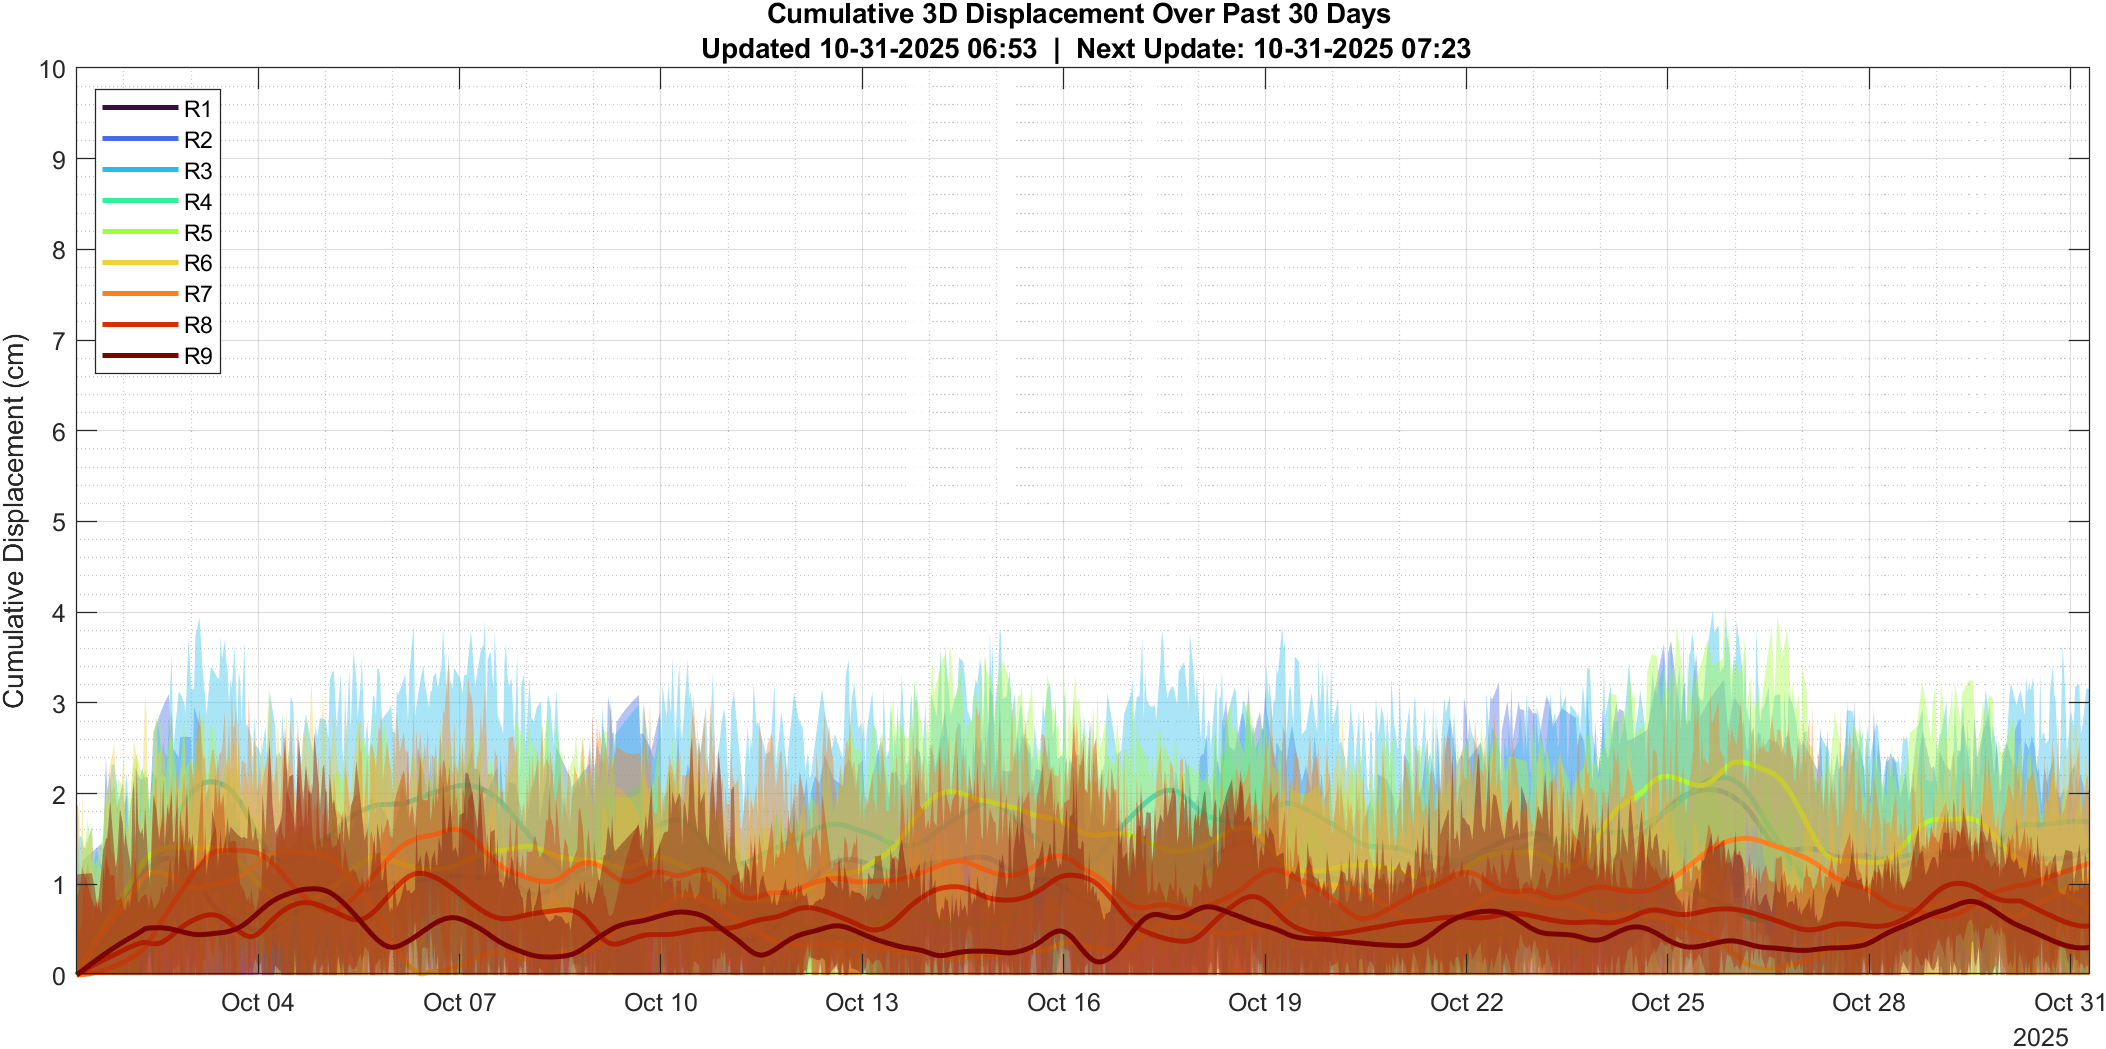 Cumulative 3D Displacement Over Past 30 Days
Updated 10-31-2025 06:53 | Next Update: 10-31-2025 07:23
Cumulative Displacement (cm)
10
9
8
7
6
5
4
3
2
1
0
R1
R2
R3
R4
R5
R6
R7
R8
R9
Oct 04 Oct 07 Oct 10 Oct 13 Oct 16 Oct 19 Oct 22 Oct 25 Oct 28 Oct 31
2025